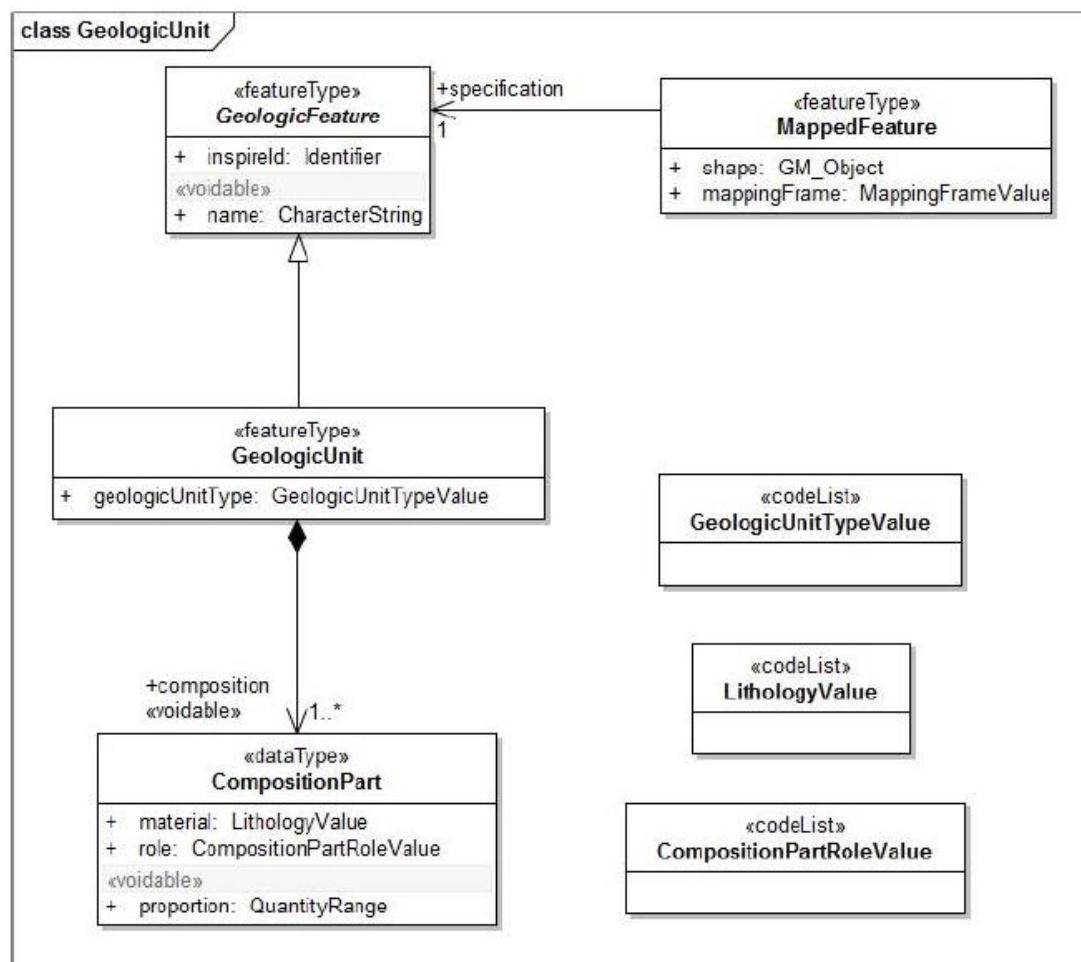 class GeologicUnit
«featureType»
GeologicFeature
+ inspireId: Identifier
«voidable»
+ name: CharacterString
+specification
1
«featureType»
MappedFeature
+ shape: GM_Object
+ mappingFrame: MappingFrameValue
«featureType»
GeologicUnit
+ geologicUnitType: GeologicUnitTypeValue
«codeList»
GeologicUnitTypeValue
«codeList»
LithologyValue
+composition
«voidable»
1..*
«dataType»
CompositionPart
+ material: LithologyValue
+ role: CompositionPartRoleValue
«voidable»
+ proportion: QuantityRange
«codeList»
CompositionPartRoleValue